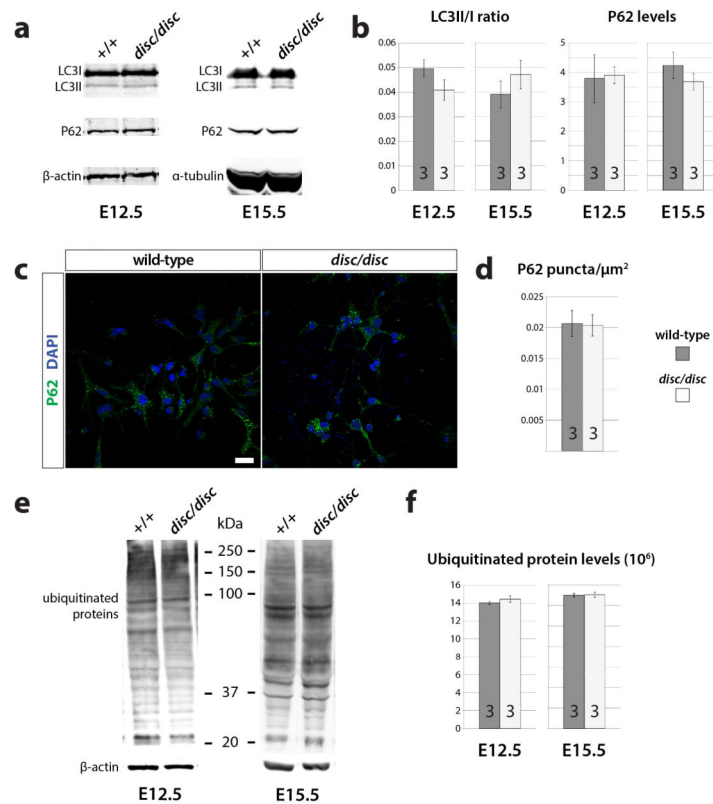 a
+/+ disc/disc +/+ disc/disc
LC3I LC3I
LC3II LC3II
P62 P62
β-actin α-tubulin
E12.5 E15.5
b
LC3II/I ratio P62 levels
0.06 5
0.05 4
0.04 3
0.03 2
0.02 1
0.01 0
0
3 3 3 3 3 3 3 3
E12.5 E15.5 E12.5 E15.5
c
wild-type disc/disc
P62 DAPI
d
P62 puncta/µm²
0.025
0.02
0.015
0.01
0.005
3 3
wild-type
disc/disc
e
+/+ disc/disc kDa +/+ disc/disc
250
150
100
ubiquitinated
proteins
37
20
β-actin
E12.5 E15.5
f
Ubiquitinated protein levels (10⁶)
16
14
12
10
8
6
4
2
0
3 3 3 3
E12.5 E15.5